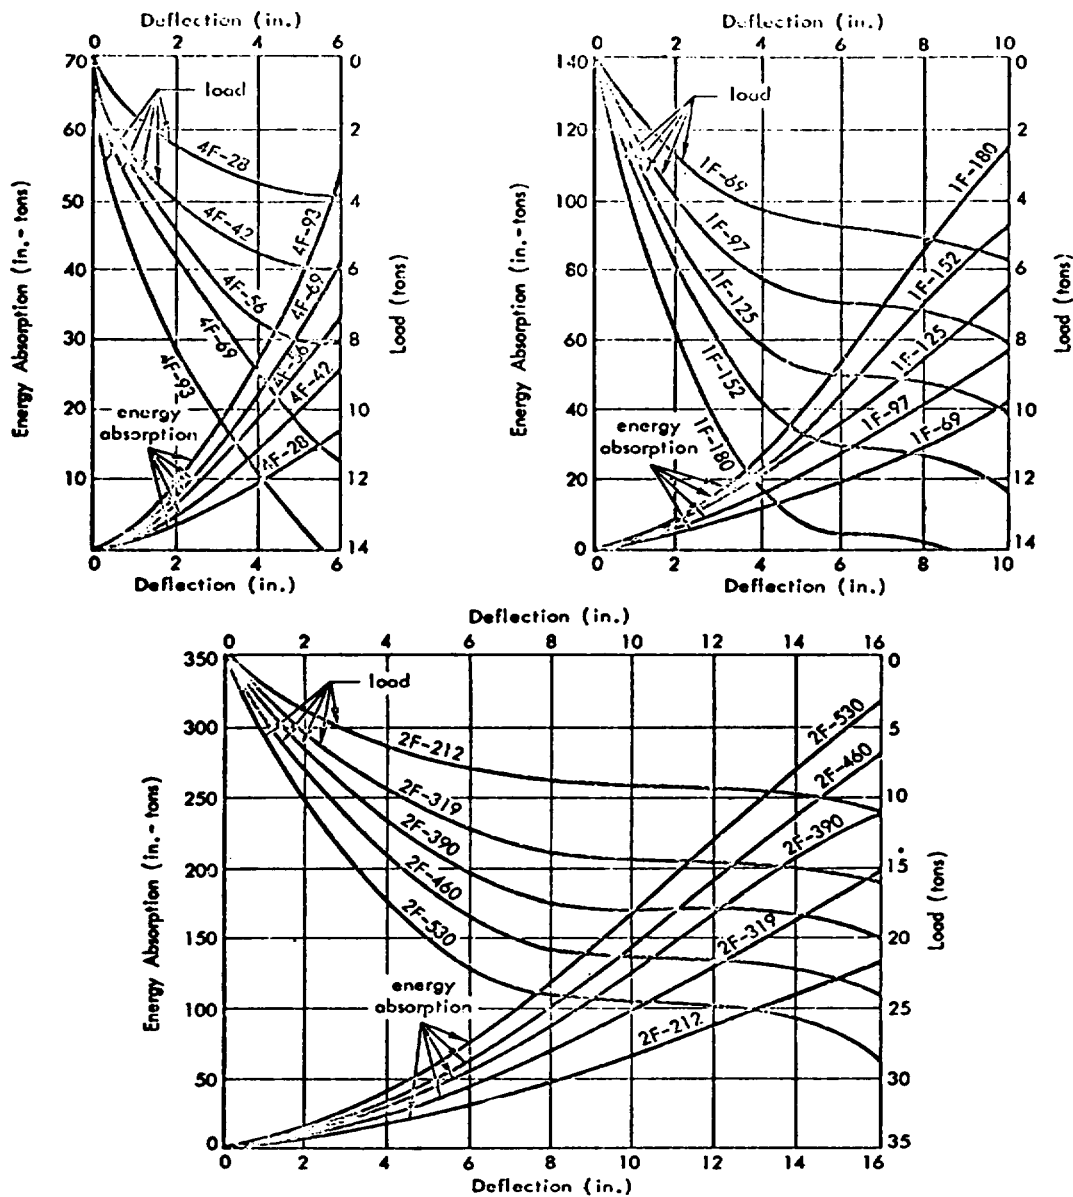 Deflection (in.)
0 2 4 6
70 60 50 40 30 20 10 0
Energy Absorption (in.-tons)
load
4F-28
4F-42
4F-56
4F-69
4F-93
energy
absorption
4F-93
4F-69
4F-56
4F-42
4F-28
0 2 4 6 8 10 12 14
Load (tons)
0 2 4 6
Deflection (in.)
Deflection (in.)
0 2 4 6 8 10
140 120 100 80 60 40 20 0
Energy Absorption (in.-tons)
load
1F-69
1F-97
1F-125
1F-152
1F-180
energy
absorption
1F-180
1F-152
1F-125
1F-97
1F-69
0 2 4 6 8 10 12 14
Load (tons)
0 2 4 6 8 10
Deflection (in.)
Deflection (in.)
0 2 4 6 8 10 12 14 16
350 300 250 200 150 100 50 0
Energy Absorption (in.-tons)
load
2F-212
2F-319
2F-390
2F-460
2F-530
energy
absorption
2F-530
2F-460
2F-390
2F-319
2F-212
0 5 10 15 20 25 30 35
Load (tons)
0 2 4 6 8 10 12 14 16
Deflection (in.)